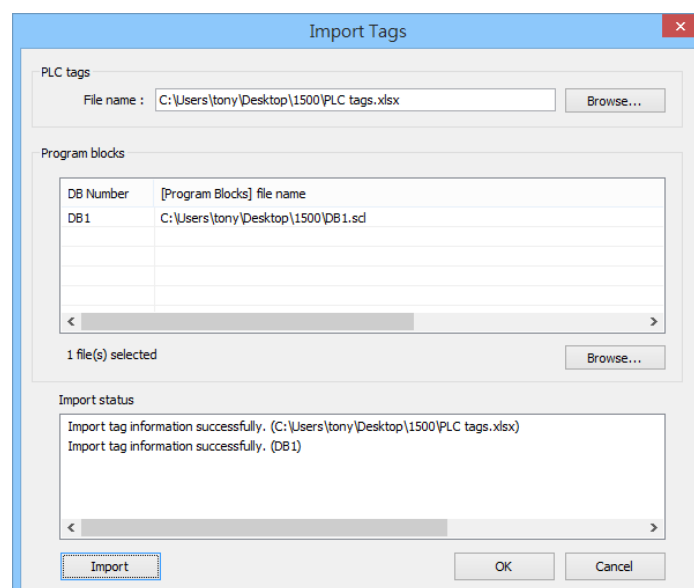 Import Tags
PLC tags
File name : C:\Users\tony\Desktop\1500\PLC tags.xlsx Browse...
Program blocks
DB Number [Program Blocks] file name
DB1 C:\Users\tony\Desktop\1500\DB1.scl
1 file(s) selected Browse...
Import status
Import tag information successfully. (C:\Users\tony\Desktop\1500\PLC tags.xlsx)
Import tag information successfully. (DB1)
Import OK Cancel